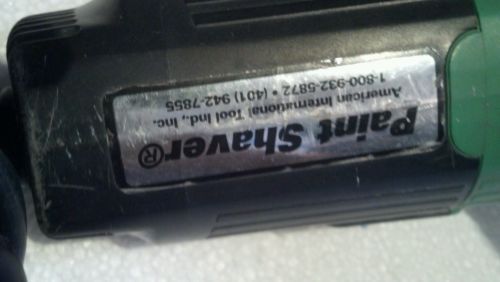 Paint Shaver®
American International Tool Ind., Inc.
1-800-932-5872 • (401) 942-7855